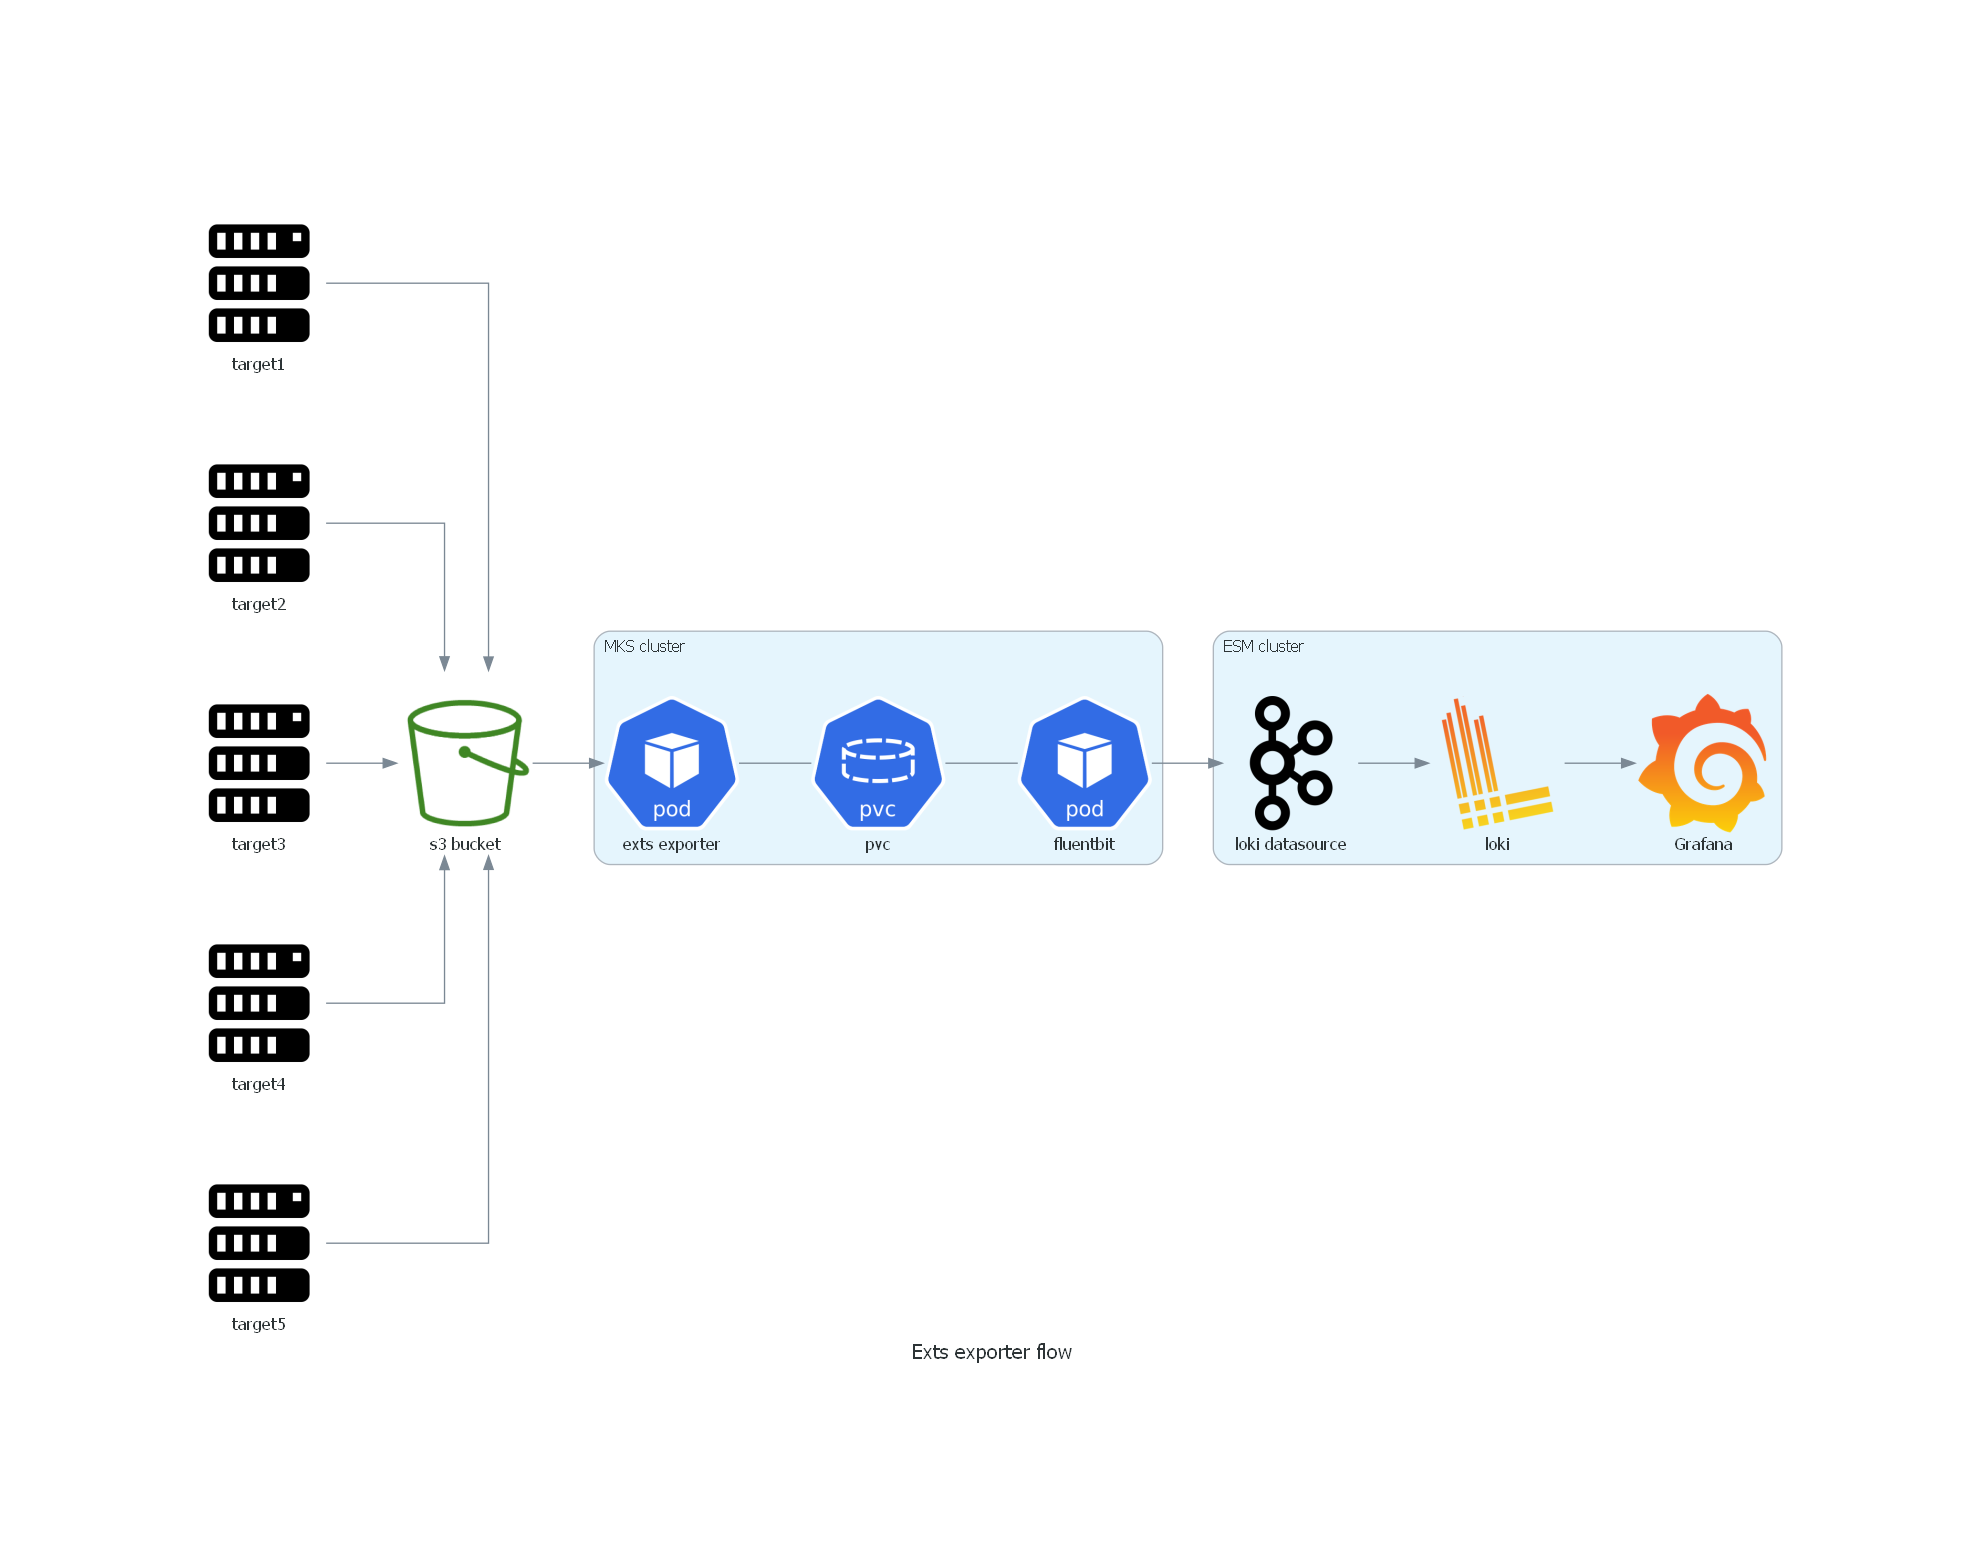 target1
target2
MKS cluster
ESM cluster
pod
pvc
pod
target3
s3 bucket
exts exporter
pvc
fluentbit
loki datasource
loki
Grafana
target4
target5
Exts exporter flow